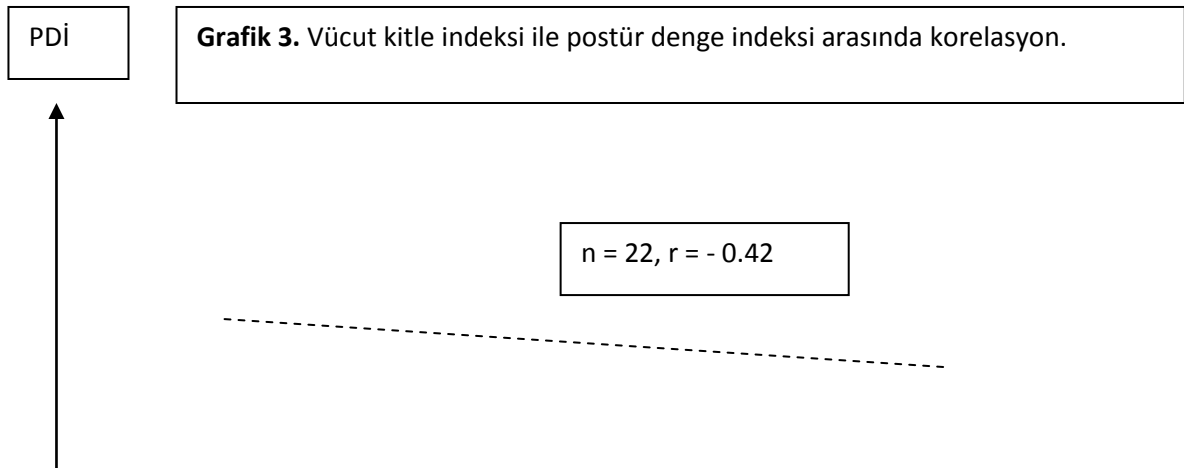 PDİ
Grafik 3. Vücut kitle indeksi ile postür denge indeksi arasında korelasyon.
n = 22, r = - 0.42